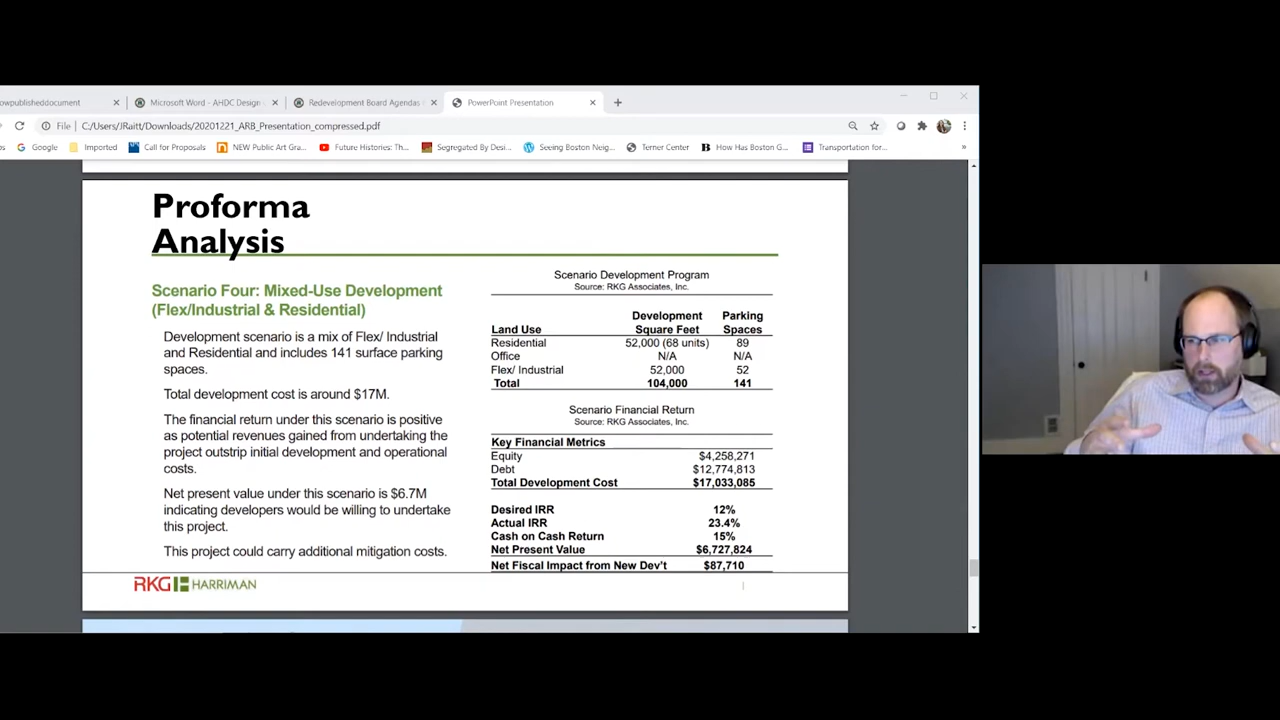 owpublisheddocument
Microsoft Word - AHDC Design
Redevelopment Board Agendas
PowerPoint Presentation
File
C:/Users/JRaitt/Downloads/20201221_ARB_Presentation_compressed.pdf
Google
Imported
Call for Proposals
NEW Public Art Gra...
Future Histories: Th...
Segregated By Desi...
Seeing Boston Neig...
Terner Center
How Has Boston G...
Transportation for...
»
Proforma
Analysis
Scenario Four: Mixed-Use Development
(Flex/Industrial & Residential)
Development scenario is a mix of Flex/ Industrial
and Residential and includes 141 surface parking
spaces.
Total development cost is around $17M.
The financial return under this scenario is positive
as potential revenues gained from undertaking the
project outstrip initial development and operational
costs.
Net present value under this scenario is $6.7M
indicating developers would be willing to undertake
this project.
This project could carry additional mitigation costs.
Scenario Development Program
Source: RKG Associates, Inc.
Development Parking
Land Use Square Feet Spaces
Residential 52,000 (68 units) 89
Office N/A N/A
Flex/ Industrial 52,000 52
Total 104,000 141
Scenario Financial Return
Source: RKG Associates, Inc.
Key Financial Metrics
Equity $4,258,271
Debt $12,774,813
Total Development Cost $17,033,085
Desired IRR 12%
Actual IRR 23.4%
Cash on Cash Return 15%
Net Present Value $6,727,824
Net Fiscal Impact from New Dev't $87,710
RKG HARRIMAN